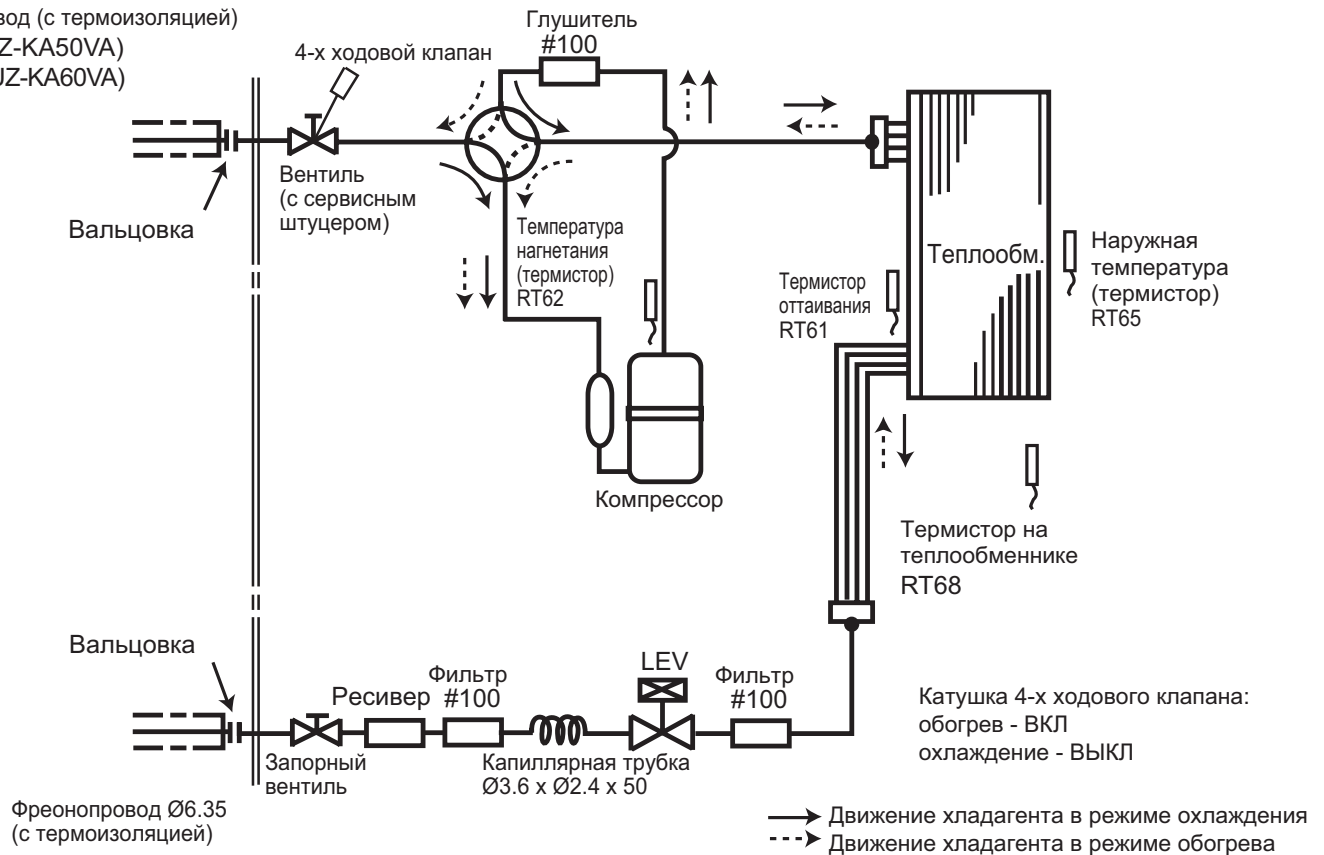 вод (с термоизоляцией)
Z-KA50VA)
UZ-KA60VA)
4-х ходовой клапан
Глушитель
#100
Вальцовка
Вентиль
(с сервисным
штуцером)
Температура
нагнетания
(термистор)
RT62
Термистор
оттаивания
RT61
Теплообм.
Наружная
температура
(термистор)
RT65
Компрессор
Термистор на
теплообменнике
RT68
Вальцовка
Ресивер
Фильтр
#100
LEV
Фильтр
#100
Запорный
вентиль
Капиллярная трубка
Ø3.6 x Ø2.4 x 50
Катушка 4-х ходового клапана:
обогрев - ВКЛ
охлаждение - ВЫКЛ
Фреонопровод Ø6.35
(с термоизоляцией)
Движение хладагента в режиме охлаждения
Движение хладагента в режиме обогрева